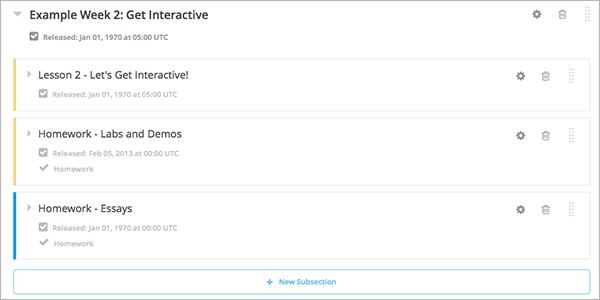 Example Week 2: Get Interactive
Released: Jan 01, 1970 at 05:00 UTC
Lesson 2 - Let's Get Interactive!
Released: Jan 01, 1970 at 05:00 UTC
Homework - Labs and Demos
Released: Feb 05, 2013 at 00:00 UTC
Homework
Homework - Essays
Released: Jan 01, 1970 at 00:00 UTC
Homework
+ New Subsection